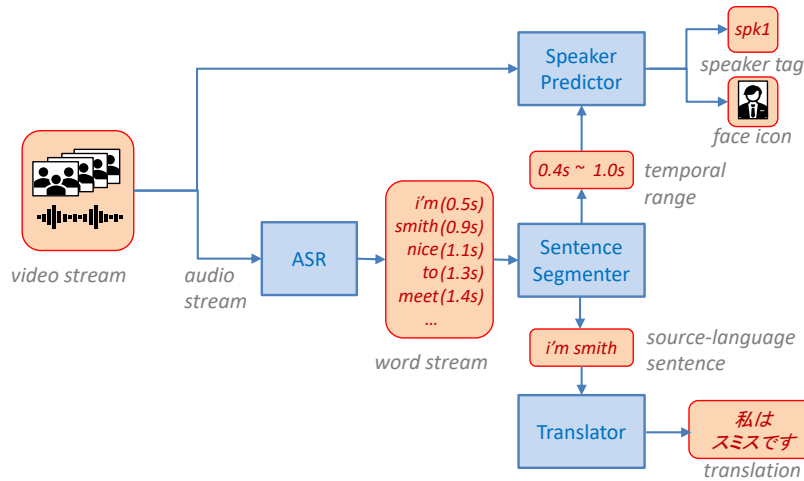 spk1
speaker tag
Speaker
Predictor
face icon
0.4s ~ 1.0s
temporal
range
video stream
audio
stream
ASR
i'm (0.5s)
smith (0.9s)
nice (1.1s)
to (1.3s)
meet (1.4s)
...
word stream
Sentence
Segmenter
i'm smith
source-language
sentence
Translator
私は
スミスです
translation